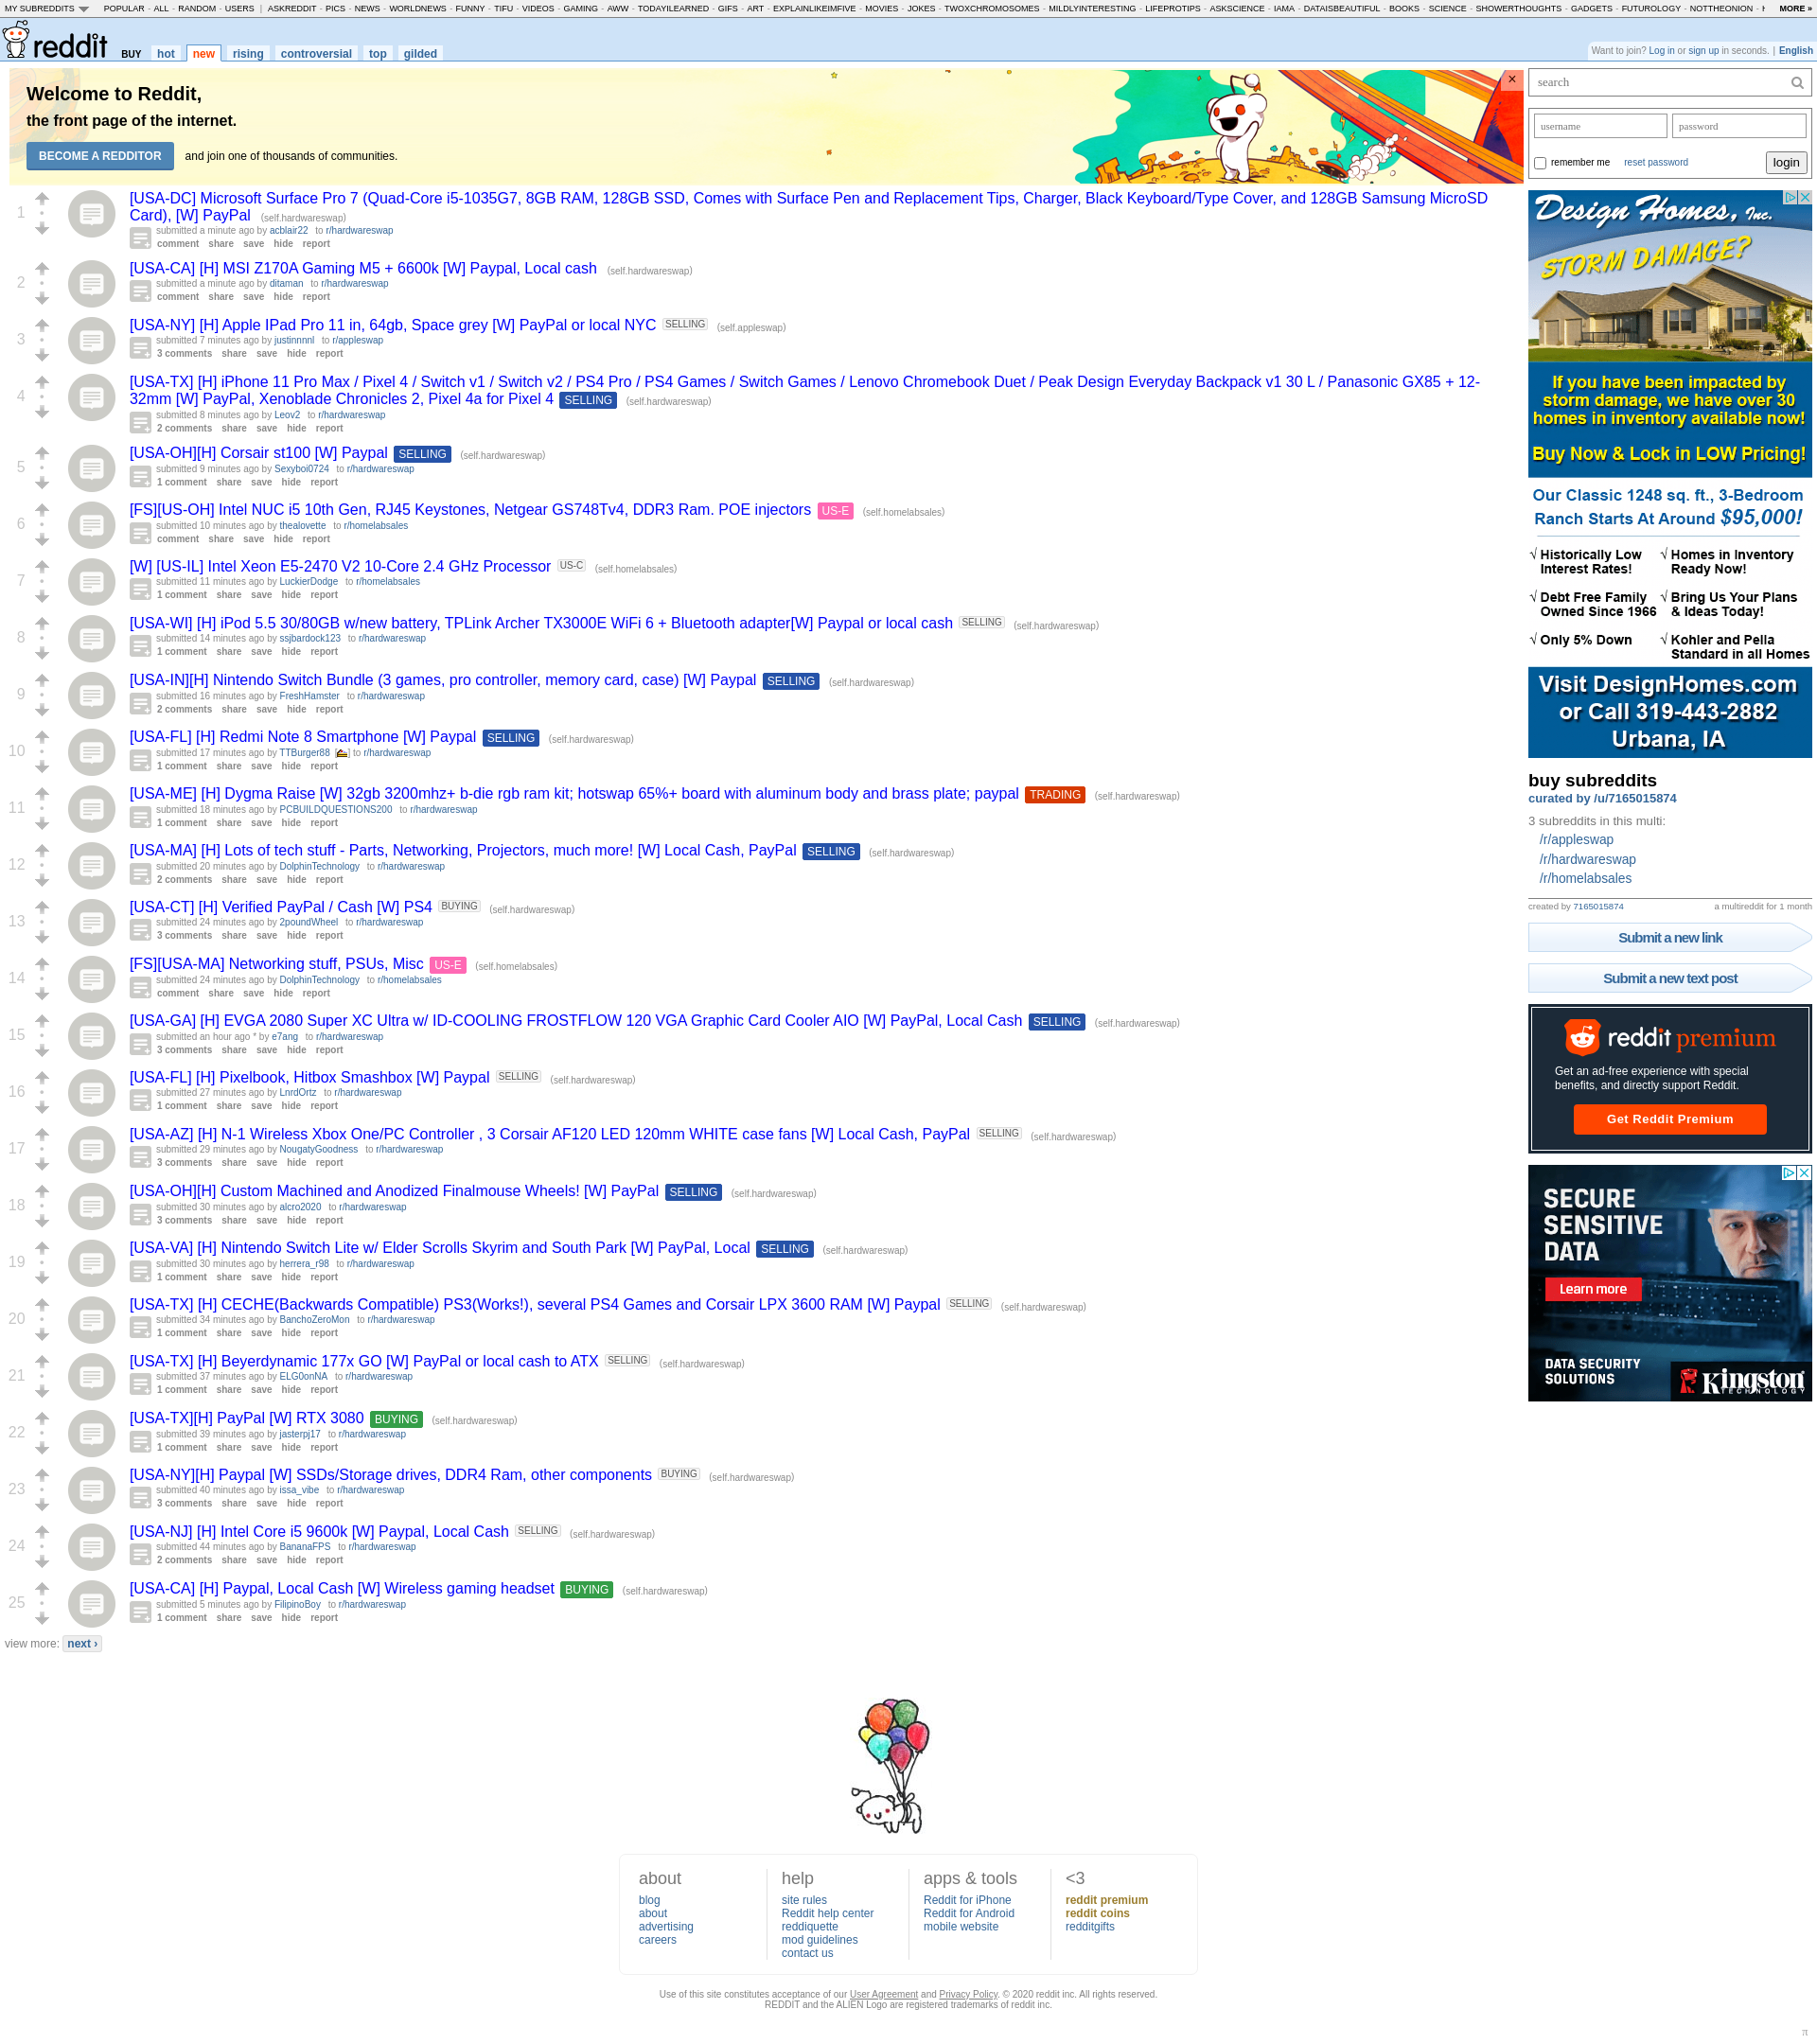 MY SUBREDDITS POPULAR - ALL - RANDOM - USERS | ASKREDDIT - PICS - NEWS - WORLDNEWS - FUNNY - TIFU - VIDEOS - GAMING - AWW - TODAYILEARNED - GIFS - ART - EXPLAINLIKEIMFIVE - MOVIES - JOKES - TWOXCHROMOSOMES - MILDLYINTERESTING - LIFEPROTIPS - ASKSCIENCE - IAMA - DATAISBEAUTIFUL - BOOKS - SCIENCE - SHOWERTHOUGHTS - GADGETS - FUTUROLOGY - NOTTHEONION - MORE »
reddit BUY hot new rising controversial top gilded
Want to join? Log in or sign up in seconds. | English
Welcome to Reddit,
the front page of the internet.
BECOME A REDDITOR and join one of thousands of communities.
×
1
[USA-DC] Microsoft Surface Pro 7 (Quad-Core i5-1035G7, 8GB RAM, 128GB SSD, Comes with Surface Pen and Replacement Tips, Charger, Black Keyboard/Type Cover, and 128GB Samsung MicroSD
Card), [W] PayPal (self.hardwareswap)
submitted a minute ago by acblair22 to r/hardwareswap
comment share save hide report
2
[USA-CA] [H] MSI Z170A Gaming M5 + 6600k [W] Paypal, Local cash (self.hardwareswap)
submitted a minute ago by ditaman to r/hardwareswap
comment share save hide report
3
[USA-NY] [H] Apple IPad Pro 11 in, 64gb, Space grey [W] PayPal or local NYC SELLING (self.appleswap)
submitted 7 minutes ago by justinnnnl to r/appleswap
3 comments share save hide report
4
[USA-TX] [H] iPhone 11 Pro Max / Pixel 4 / Switch v1 / Switch v2 / PS4 Pro / PS4 Games / Switch Games / Lenovo Chromebook Duet / Peak Design Everyday Backpack v1 30 L / Panasonic GX85 + 12-
32mm [W] PayPal, Xenoblade Chronicles 2, Pixel 4a for Pixel 4 SELLING (self.hardwareswap)
submitted 8 minutes ago by Leov2 to r/hardwareswap
2 comments share save hide report
5
[USA-OH][H] Corsair st100 [W] Paypal SELLING (self.hardwareswap)
submitted 9 minutes ago by Sexyboi0724 to r/hardwareswap
1 comment share save hide report
6
[FS][US-OH] Intel NUC i5 10th Gen, RJ45 Keystones, Netgear GS748Tv4, DDR3 Ram. POE injectors US-E (self.homelabsales)
submitted 10 minutes ago by thealovette to r/homelabsales
comment share save hide report
7
[W] [US-IL] Intel Xeon E5-2470 V2 10-Core 2.4 GHz Processor US-C (self.homelabsales)
submitted 11 minutes ago by LuckierDodge to r/homelabsales
1 comment share save hide report
8
[USA-WI] [H] iPod 5.5 30/80GB w/new battery, TPLink Archer TX3000E WiFi 6 + Bluetooth adapter[W] Paypal or local cash SELLING (self.hardwareswap)
submitted 14 minutes ago by ssjbardock123 to r/hardwareswap
1 comment share save hide report
9
[USA-IN][H] Nintendo Switch Bundle (3 games, pro controller, memory card, case) [W] Paypal SELLING (self.hardwareswap)
submitted 16 minutes ago by FreshHamster to r/hardwareswap
2 comments share save hide report
10
[USA-FL] [H] Redmi Note 8 Smartphone [W] Paypal SELLING (self.hardwareswap)
submitted 17 minutes ago by TTBurger88 [ ] to r/hardwareswap
1 comment share save hide report
11
[USA-ME] [H] Dygma Raise [W] 32gb 3200mhz+ b-die rgb ram kit; hotswap 65%+ board with aluminum body and brass plate; paypal TRADING (self.hardwareswap)
submitted 18 minutes ago by PCBUILDQUESTIONS200 to r/hardwareswap
1 comment share save hide report
12
[USA-MA] [H] Lots of tech stuff - Parts, Networking, Projectors, much more! [W] Local Cash, PayPal SELLING (self.hardwareswap)
submitted 20 minutes ago by DolphinTechnology to r/hardwareswap
2 comments share save hide report
13
[USA-CT] [H] Verified PayPal / Cash [W] PS4 BUYING (self.hardwareswap)
submitted 24 minutes ago by 2poundWheel to r/hardwareswap
3 comments share save hide report
14
[FS][USA-MA] Networking stuff, PSUs, Misc US-E (self.homelabsales)
submitted 24 minutes ago by DolphinTechnology to r/homelabsales
comment share save hide report
15
[USA-GA] [H] EVGA 2080 Super XC Ultra w/ ID-COOLING FROSTFLOW 120 VGA Graphic Card Cooler AIO [W] PayPal, Local Cash SELLING (self.hardwareswap)
submitted an hour ago * by e7ang to r/hardwareswap
3 comments share save hide report
16
[USA-FL] [H] Pixelbook, Hitbox Smashbox [W] Paypal SELLING (self.hardwareswap)
submitted 27 minutes ago by LnrdOrtz to r/hardwareswap
1 comment share save hide report
17
[USA-AZ] [H] N-1 Wireless Xbox One/PC Controller , 3 Corsair AF120 LED 120mm WHITE case fans [W] Local Cash, PayPal SELLING (self.hardwareswap)
submitted 29 minutes ago by NougatyGoodness to r/hardwareswap
3 comments share save hide report
18
[USA-OH][H] Custom Machined and Anodized Finalmouse Wheels! [W] PayPal SELLING (self.hardwareswap)
submitted 30 minutes ago by alcro2020 to r/hardwareswap
3 comments share save hide report
19
[USA-VA] [H] Nintendo Switch Lite w/ Elder Scrolls Skyrim and South Park [W] PayPal, Local SELLING (self.hardwareswap)
submitted 30 minutes ago by herrera_r98 to r/hardwareswap
1 comment share save hide report
20
[USA-TX] [H] CECHE(Backwards Compatible) PS3(Works!), several PS4 Games and Corsair LPX 3600 RAM [W] Paypal SELLING (self.hardwareswap)
submitted 34 minutes ago by BanchoZeroMon to r/hardwareswap
1 comment share save hide report
21
[USA-TX] [H] Beyerdynamic 177x GO [W] PayPal or local cash to ATX SELLING (self.hardwareswap)
submitted 37 minutes ago by ELG0onNA to r/hardwareswap
1 comment share save hide report
22
[USA-TX][H] PayPal [W] RTX 3080 BUYING (self.hardwareswap)
submitted 39 minutes ago by jasterpj17 to r/hardwareswap
1 comment share save hide report
23
[USA-NY][H] Paypal [W] SSDs/Storage drives, DDR4 Ram, other components BUYING (self.hardwareswap)
submitted 40 minutes ago by issa_vibe to r/hardwareswap
3 comments share save hide report
24
[USA-NJ] [H] Intel Core i5 9600k [W] Paypal, Local Cash SELLING (self.hardwareswap)
submitted 44 minutes ago by BananaFPS to r/hardwareswap
2 comments share save hide report
25
[USA-CA] [H] Paypal, Local Cash [W] Wireless gaming headset BUYING (self.hardwareswap)
submitted 5 minutes ago by FilipinoBoy to r/hardwareswap
1 comment share save hide report
view more: next ›
search
username password
remember me reset password login
Design Homes, Inc.
STORM DAMAGE?
If you have been impacted by
storm damage, we have over 30
homes in inventory available now!
Buy Now & Lock in LOW Pricing!
Our Classic 1248 sq. ft., 3-Bedroom
Ranch Starts At Around $95,000!
√ Historically Low √ Homes in Inventory
Interest Rates! Ready Now!
√ Debt Free Family √ Bring Us Your Plans
Owned Since 1966 & Ideas Today!
√ Only 5% Down √ Kohler and Pella
Standard in all Homes
Visit DesignHomes.com
or Call 319-443-2882
Urbana, IA
buy subreddits
curated by /u/7165015874
3 subreddits in this multi:
/r/appleswap
/r/hardwareswap
/r/homelabsales
created by 7165015874 a multireddit for 1 month
Submit a new link
Submit a new text post
reddit premium
Get an ad-free experience with special
benefits, and directly support Reddit.
Get Reddit Premium
SECURE
SENSITIVE
DATA
Learn more
DATA SECURITY
SOLUTIONS
Kingston
TECHNOLOGY
about help apps & tools <3
blog site rules Reddit for iPhone reddit premium
about Reddit help center Reddit for Android reddit coins
advertising reddiquette mobile website redditgifts
careers mod guidelines
contact us
Use of this site constitutes acceptance of our User Agreement and Privacy Policy. © 2020 reddit inc. All rights reserved.
REDDIT and the ALIEN Logo are registered trademarks of reddit inc.
π